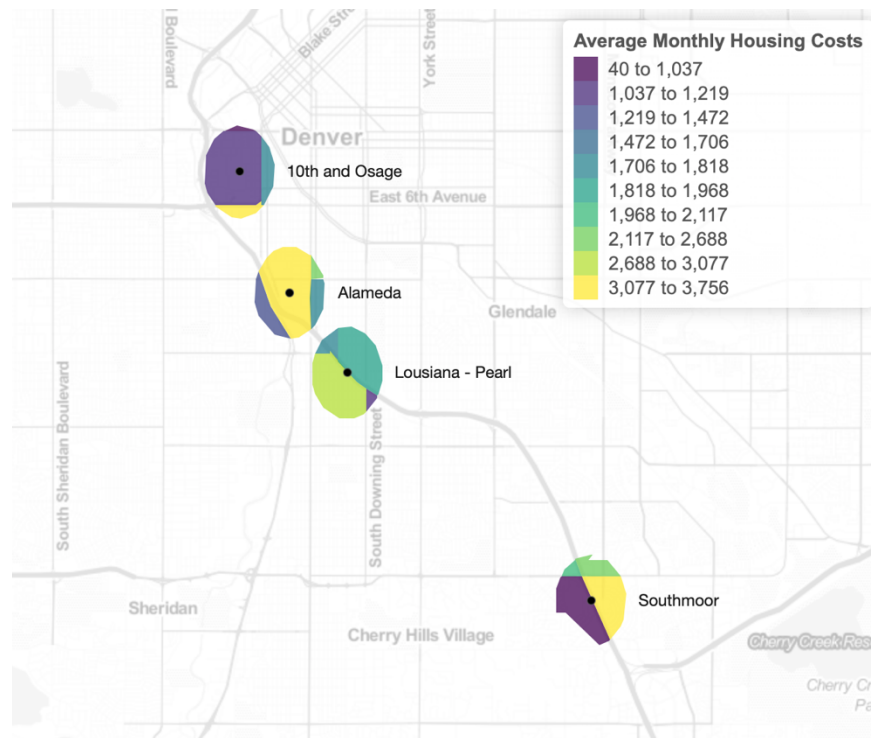 Average Monthly Housing Costs
40 to 1,037
1,037 to 1,219
1,219 to 1,472
1,472 to 1,706
1,706 to 1,818
1,818 to 1,968
1,968 to 2,117
2,117 to 2,688
2,688 to 3,077
3,077 to 3,756
Boulevard
Blake
York Street
Denver
10th and Osage
East 6th Avenue
Alameda
Glendale
Lousiana - Pearl
South Sheridan Boulevard
South Downing Street
Sheridan
Southmoor
Cherry Hills Village
Cherry Creek
Cherry